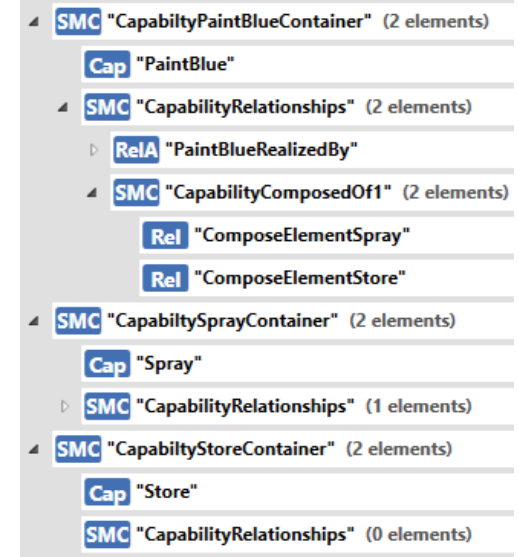 SMC "CapabiltyPaintBlueContainer" (2 elements)
Cap "PaintBlue"
SMC "CapabilityRelationships" (2 elements)
RelA "PaintBlueRealizedBy"
SMC "CapabilityComposedOf1" (2 elements)
Rel "ComposeElementSpray"
Rel "ComposeElementStore"
SMC "CapabiltySprayContainer" (2 elements)
Cap "Spray"
SMC "CapabilityRelationships" (1 elements)
SMC "CapabiltyStoreContainer" (2 elements)
Cap "Store"
SMC "CapabilityRelationships" (0 elements)